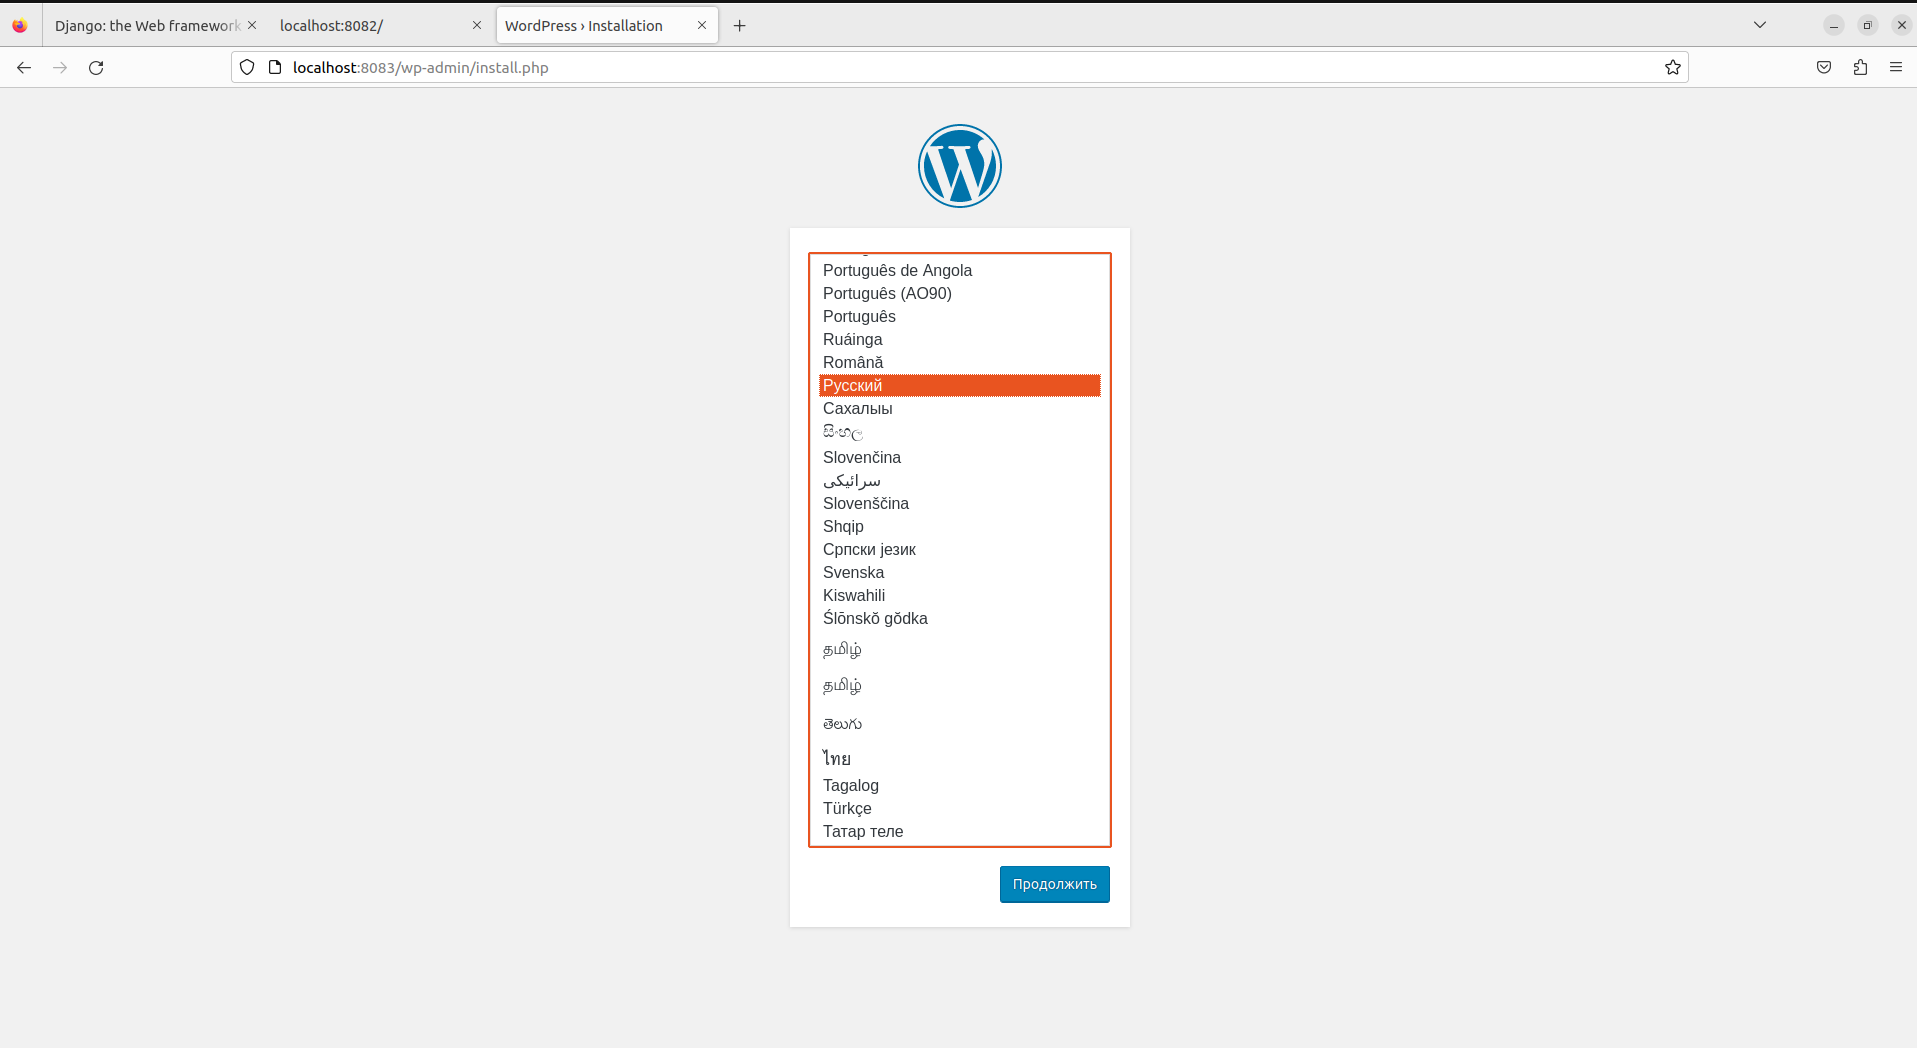 Django: the Web framework
localhost:8082/
WordPress › Installation
localhost:8083/wp-admin/install.php
Português de Angola
Português (AO90)
Português
Ruáinga
Română
Русский
Сахалыы
සිංහල
Slovenčina
سرائیکی
Slovenščina
Shqip
Српски језик
Svenska
Kiswahili
Ślōnskŏ gŏdka
தமிழ்
தமிழ்
తెలుగు
ไทย
Tagalog
Türkçe
Татар теле
Продолжить